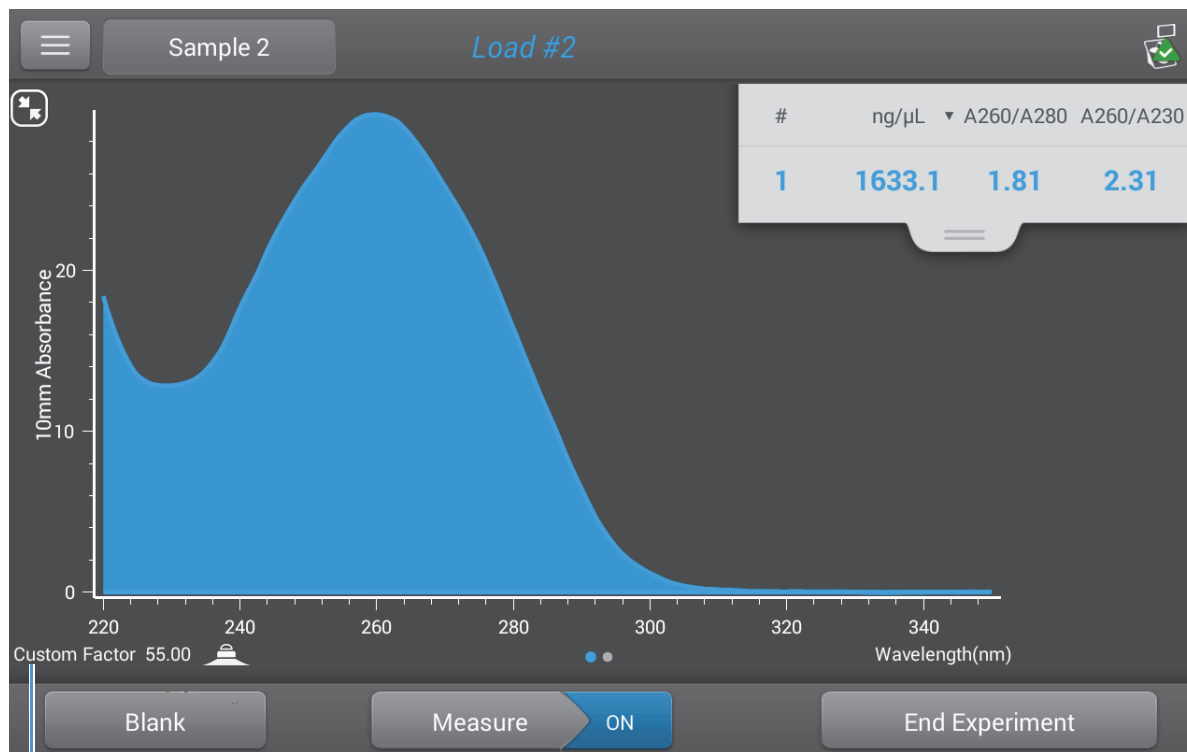 Sample 2
Load #2
# ng/µL ▼ A260/A280 A260/A230
1 1633.1 1.81 2.31
10mm Absorbance
20
10
0
220 240 260 280 300 320 340
Custom Factor 55.00
Wavelength(nm)
Blank
Measure
ON
End Experiment